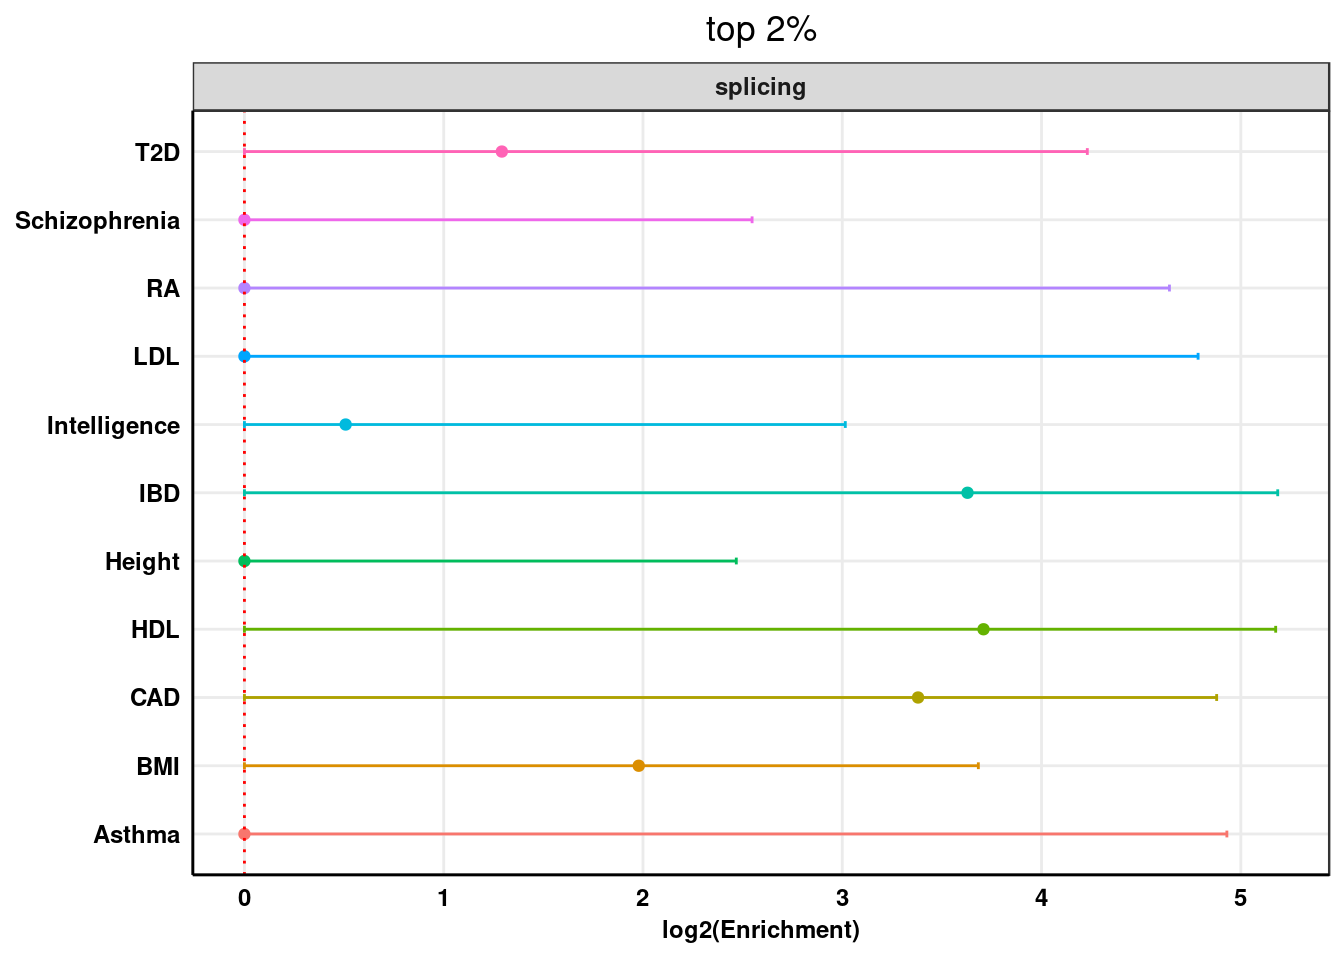 top 2%
splicing
T2D
Schizophrenia
RA
LDL
Intelligence
IBD
Height
HDL
CAD
BMI
Asthma
0 1 2 3 4 5
log2(Enrichment)